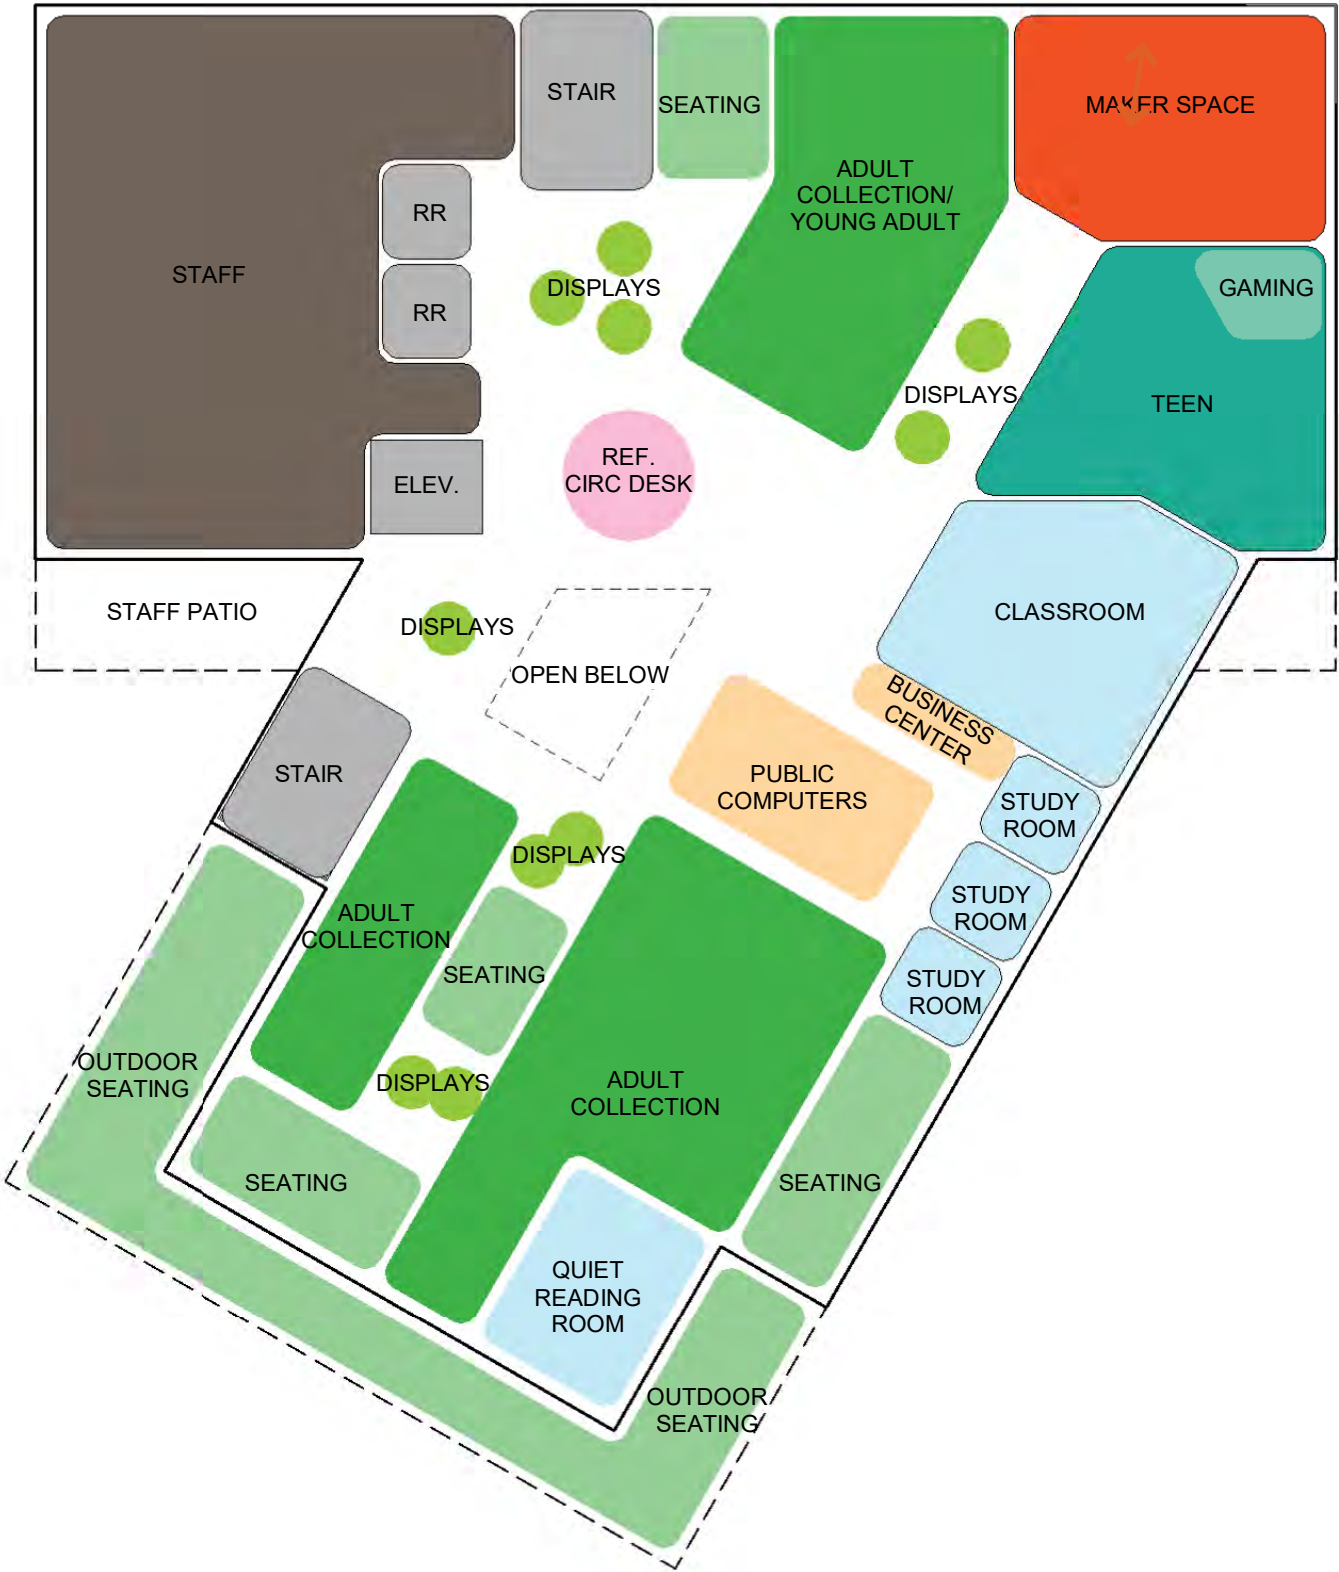 STAIR
SEATING
MAKER SPACE
ADULT
COLLECTION/
YOUNG ADULT
RR
STAFF
DISPLAYS
GAMING
RR
DISPLAYS
TEEN
REF.
CIRC DESK
ELEV.
STAFF PATIO
DISPLAYS
CLASSROOM
OPEN BELOW
BUSINESS
CENTER
STAIR
PUBLIC
COMPUTERS
STUDY
ROOM
DISPLAYS
STUDY
ROOM
ADULT
COLLECTION
SEATING
STUDY
ROOM
OUTDOOR
SEATING
DISPLAYS
ADULT
COLLECTION
SEATING
SEATING
QUIET
READING
ROOM
OUTDOOR
SEATING